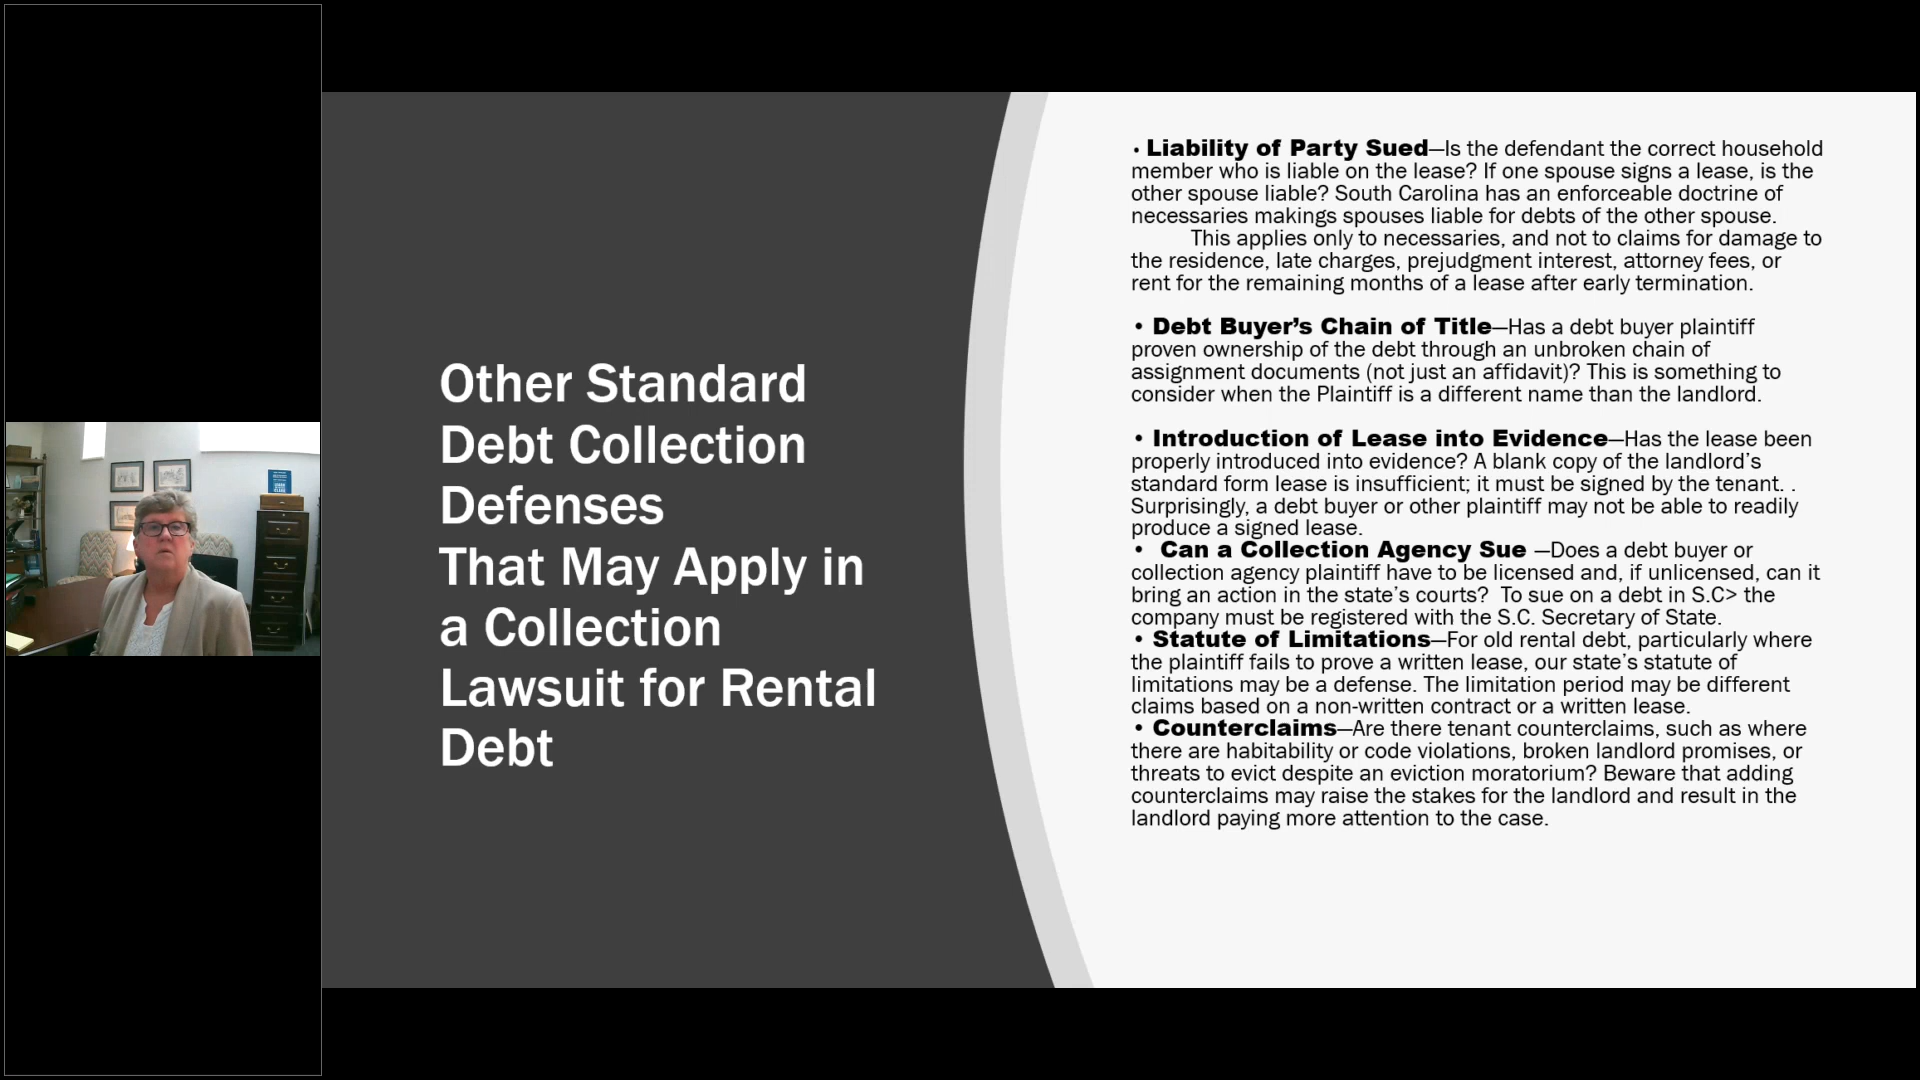 Other Standard
Debt Collection
Defenses
That May Apply in
a Collection
Lawsuit for Rental
Debt
• Liability of Party Sued—Is the defendant the correct household
member who is liable on the lease? If one spouse signs a lease, is the
other spouse liable? South Carolina has an enforceable doctrine of
necessaries makings spouses liable for debts of the other spouse.
This applies only to necessaries, and not to claims for damage to
the residence, late charges, prejudgment interest, attorney fees, or
rent for the remaining months of a lease after early termination.
• Debt Buyer’s Chain of Title—Has a debt buyer plaintiff
proven ownership of the debt through an unbroken chain of
assignment documents (not just an affidavit)? This is something to
consider when the Plaintiff is a different name than the landlord.
• Introduction of Lease into Evidence—Has the lease been
properly introduced into evidence? A blank copy of the landlord’s
standard form lease is insufficient; it must be signed by the tenant. .
Surprisingly, a debt buyer or other plaintiff may not be able to readily
produce a signed lease.
• Can a Collection Agency Sue —Does a debt buyer or
collection agency plaintiff have to be licensed and, if unlicensed, can it
bring an action in the state’s courts? To sue on a debt in S.C> the
company must be registered with the S.C. Secretary of State.
• Statute of Limitations—For old rental debt, particularly where
the plaintiff fails to prove a written lease, our state’s statute of
limitations may be a defense. The limitation period may be different
claims based on a non-written contract or a written lease.
• Counterclaims—Are there tenant counterclaims, such as where
there are habitability or code violations, broken landlord promises, or
threats to evict despite an eviction moratorium? Beware that adding
counterclaims may raise the stakes for the landlord and result in the
landlord paying more attention to the case.